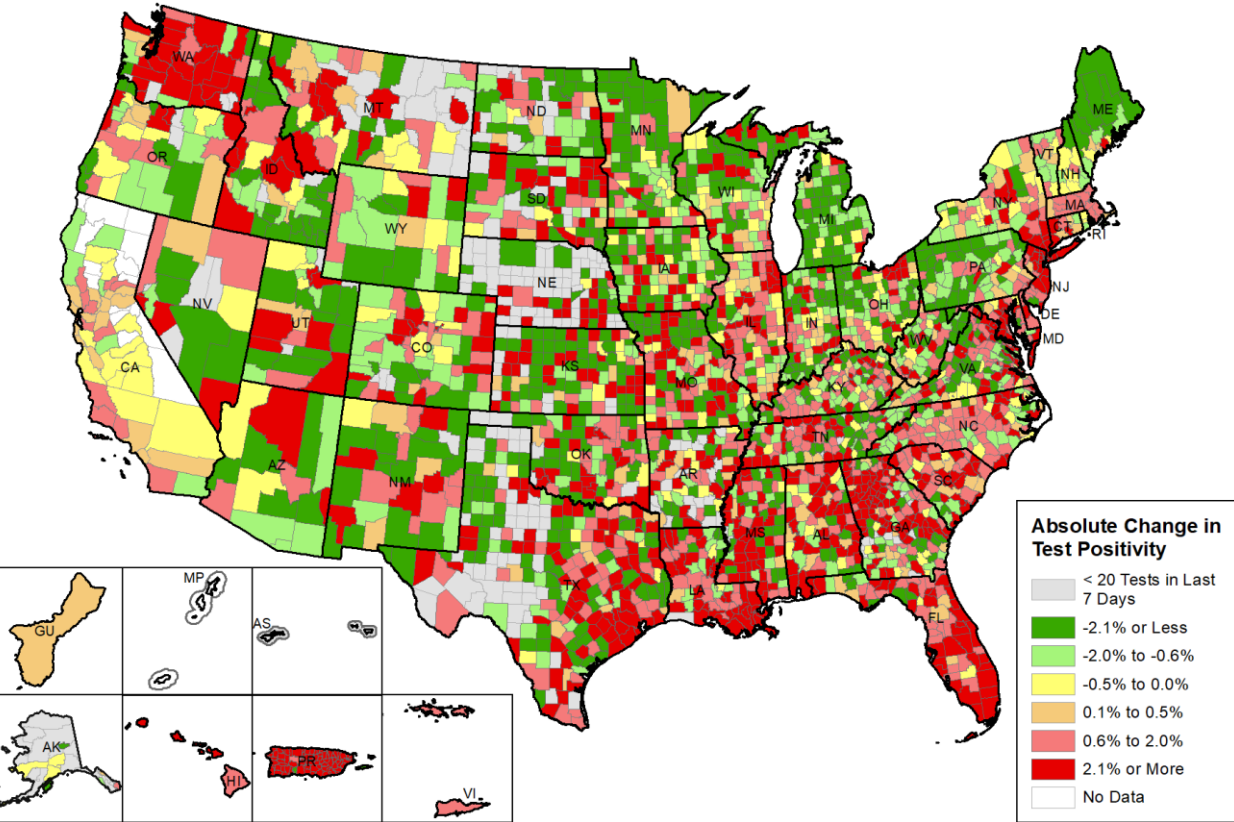 WA
MT
ND
MN
ME
OR
ID
SD
WI
VT
NH
WY
MI
NY
MA
CT
RI
NV
NE
IA
PA
NJ
UT
CO
IL
IN
OH
DE
MD
CA
KS
MO
WV
VA
KY
AZ
NM
OK
AR
TN
NC
SC
MS
AL
GA
TX
LA
FL
GU
MP
AS
AK
HI
PR
VI
Absolute Change in
Test Positivity
< 20 Tests in Last
7 Days
-2.1% or Less
-2.0% to -0.6%
-0.5% to 0.0%
0.1% to 0.5%
0.6% to 2.0%
2.1% or More
No Data